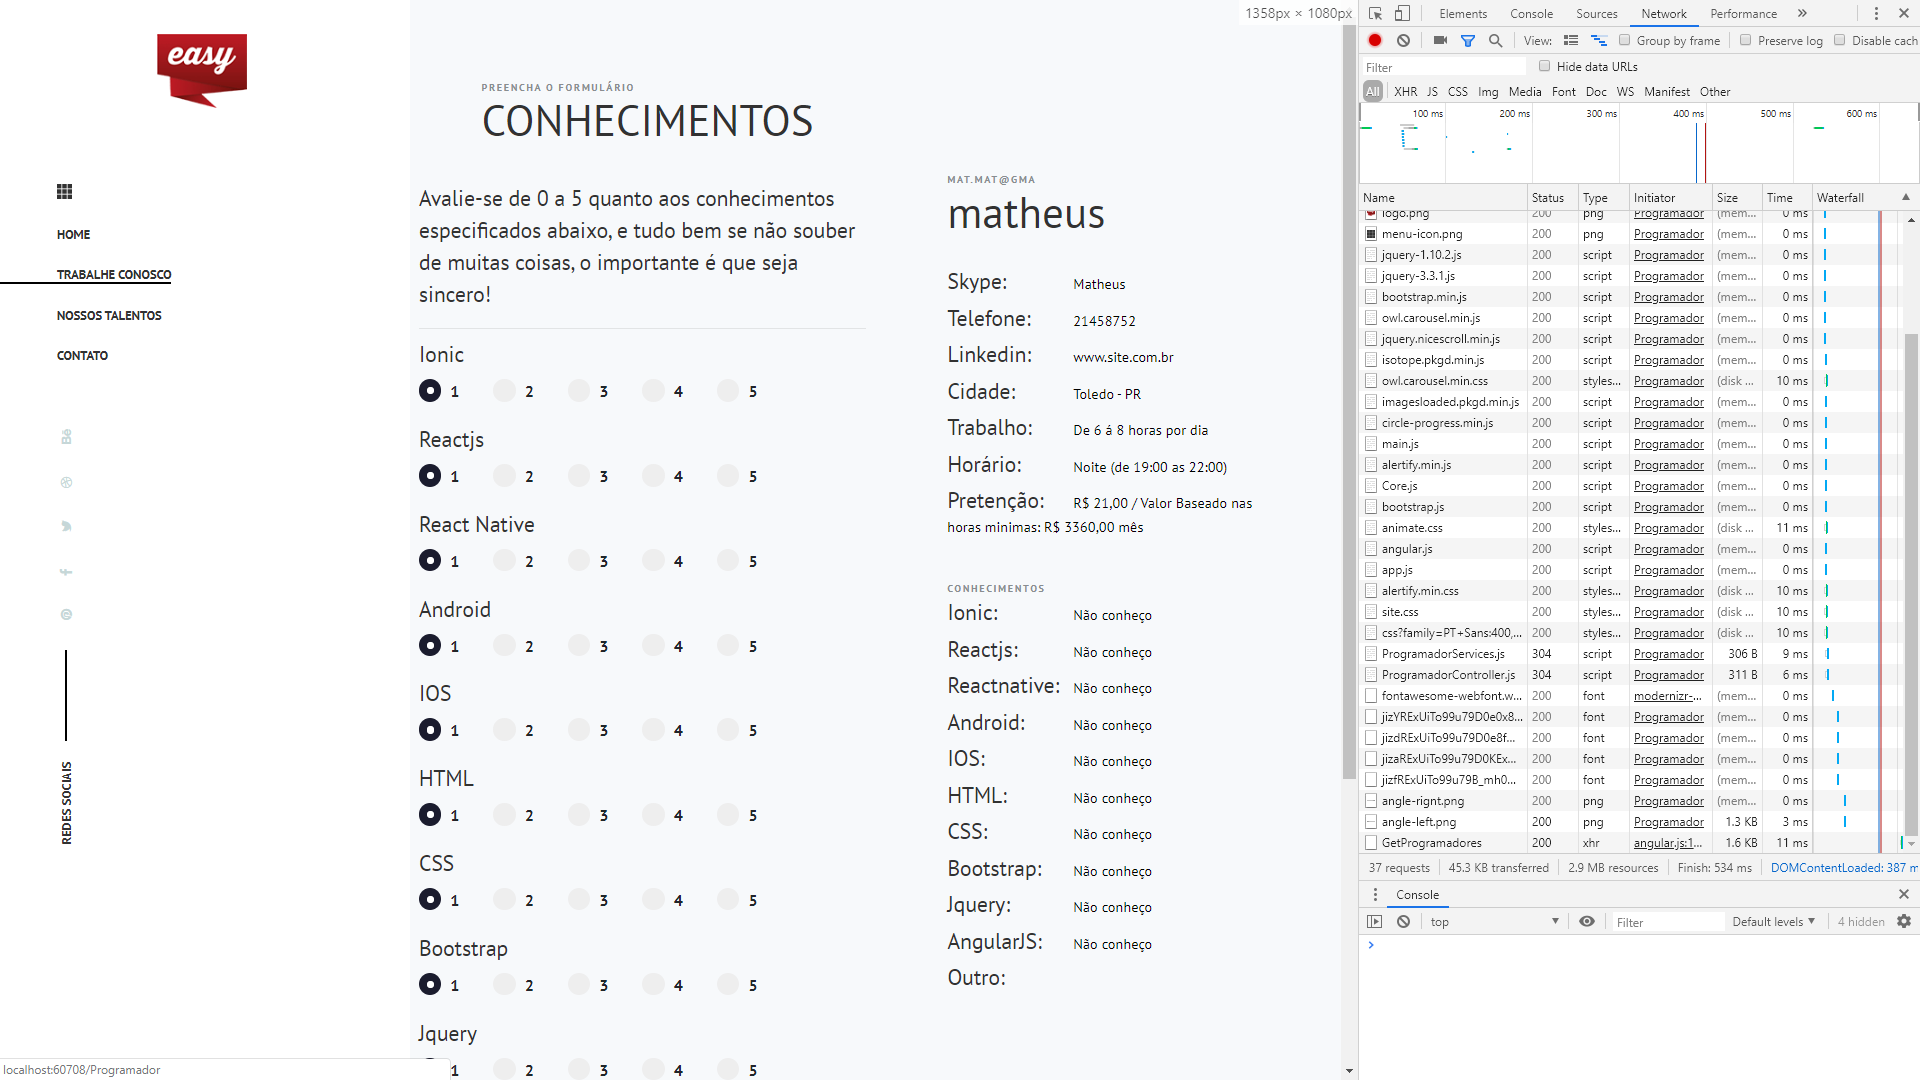 easy
HOME
TRABALHE CONOSCO
NOSSOS TALENTOS
CONTATO
REDES SOCIAIS
localhost:60708/Programador
PREENCHA O FORMULÁRIO
CONHECIMENTOS
Avalie-se de 0 a 5 quanto aos conhecimentos
especificados abaixo, e tudo bem se não souber
de muitas coisas, o importante é que seja
sincero!
Ionic
1 2 3 4 5
Reactjs
1 2 3 4 5
React Native
1 2 3 4 5
Android
1 2 3 4 5
IOS
1 2 3 4 5
HTML
1 2 3 4 5
CSS
1 2 3 4 5
Bootstrap
1 2 3 4 5
Jquery
1 2 3 4 5
MAT.MAT@GMA
matheus
Skype: Matheus
Telefone: 21458752
Linkedin: www.site.com.br
Cidade: Toledo - PR
Trabalho: De 6 á 8 horas por dia
Horário: Noite (de 19:00 as 22:00)
Pretenção: R$ 21,00 / Valor Baseado nas
horas minimas: R$ 3360,00 mês
CONHECIMENTOS
Ionic: Não conheço
Reactjs: Não conheço
Reactnative: Não conheço
Android: Não conheço
IOS: Não conheço
HTML: Não conheço
CSS: Não conheço
Bootstrap: Não conheço
Jquery: Não conheço
AngularJS: Não conheço
Outro:
1358px × 1080px
Elements Console Sources Network Performance »
View: Group by frame Preserve log Disable cach
Filter Hide data URLs
All XHR JS CSS Img Media Font Doc WS Manifest Other
100 ms 200 ms 300 ms 400 ms 500 ms 600 ms
Name Status Type Initiator Size Time Waterfall
logo.png 200 png Programador (mem... 0 ms
menu-icon.png 200 png Programador (mem... 0 ms
jquery-1.10.2.js 200 script Programador (mem... 0 ms
jquery-3.3.1.js 200 script Programador (mem... 0 ms
bootstrap.min.js 200 script Programador (mem... 0 ms
owl.carousel.min.js 200 script Programador (mem... 0 ms
jquery.nicescroll.min.js 200 script Programador (mem... 0 ms
isotope.pkgd.min.js 200 script Programador (mem... 0 ms
owl.carousel.min.css 200 styles... Programador (disk ... 10 ms
imagesloaded.pkgd.min.js 200 script Programador (mem... 0 ms
circle-progress.min.js 200 script Programador (mem... 0 ms
main.js 200 script Programador (mem... 0 ms
alertify.min.js 200 script Programador (mem... 0 ms
Core.js 200 script Programador (mem... 0 ms
bootstrap.js 200 script Programador (mem... 0 ms
animate.css 200 styles... Programador (disk ... 11 ms
angular.js 200 script Programador (mem... 0 ms
app.js 200 script Programador (mem... 0 ms
alertify.min.css 200 styles... Programador (disk ... 10 ms
site.css 200 styles... Programador (disk ... 10 ms
css?family=PT+Sans:400,... 200 styles... Programador (disk ... 10 ms
ProgramadorServices.js 304 script Programador 306 B 9 ms
ProgramadorController.js 304 script Programador 311 B 6 ms
fontawesome-webfont.w... 200 font modernizr-... (mem... 0 ms
jizYRExUiTo99u79D0e0x8... 200 font Programador (mem... 0 ms
jizdRExUiTo99u79D0e8f... 200 font Programador (mem... 0 ms
jizaRExUiTo99u79D0KEx... 200 font Programador (mem... 0 ms
jizfRExUiTo99u79B_mh0... 200 font Programador (mem... 0 ms
angle-rignt.png 200 png Programador (mem... 0 ms
angle-left.png 200 png Programador 1.3 KB 3 ms
GetProgramadores 200 xhr angular.js:1... 1.6 KB 11 ms
37 requests 45.3 KB transferred 2.9 MB resources Finish: 534 ms DOMContentLoaded: 387 m
Console
top Filter Default levels 4 hidden